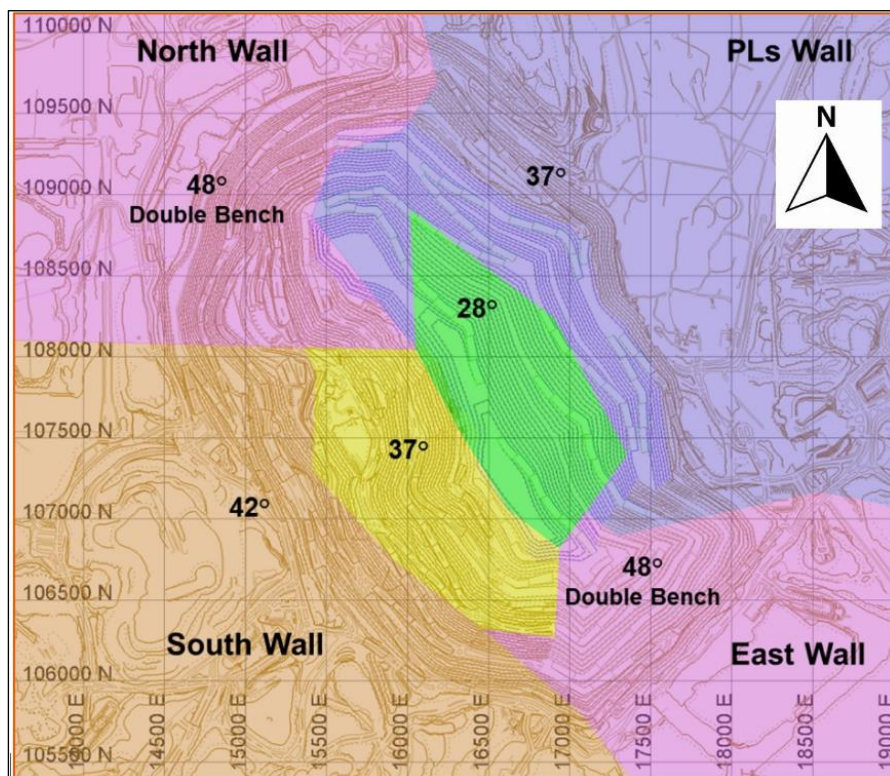 110000 N
North Wall
PLs Wall
109500 N
N
109000 N
48°
Double Bench
37°
108500 N
28°
108000 N
107500 N
37°
107000 N
42°
48°
Double Bench
106500 N
South Wall
East Wall
106000 N
105500 N
14000 E
14500 E
15000 E
15500 E
16000 E
16500 E
17000 E
17500 E
18000 E
18500 E
19000 E